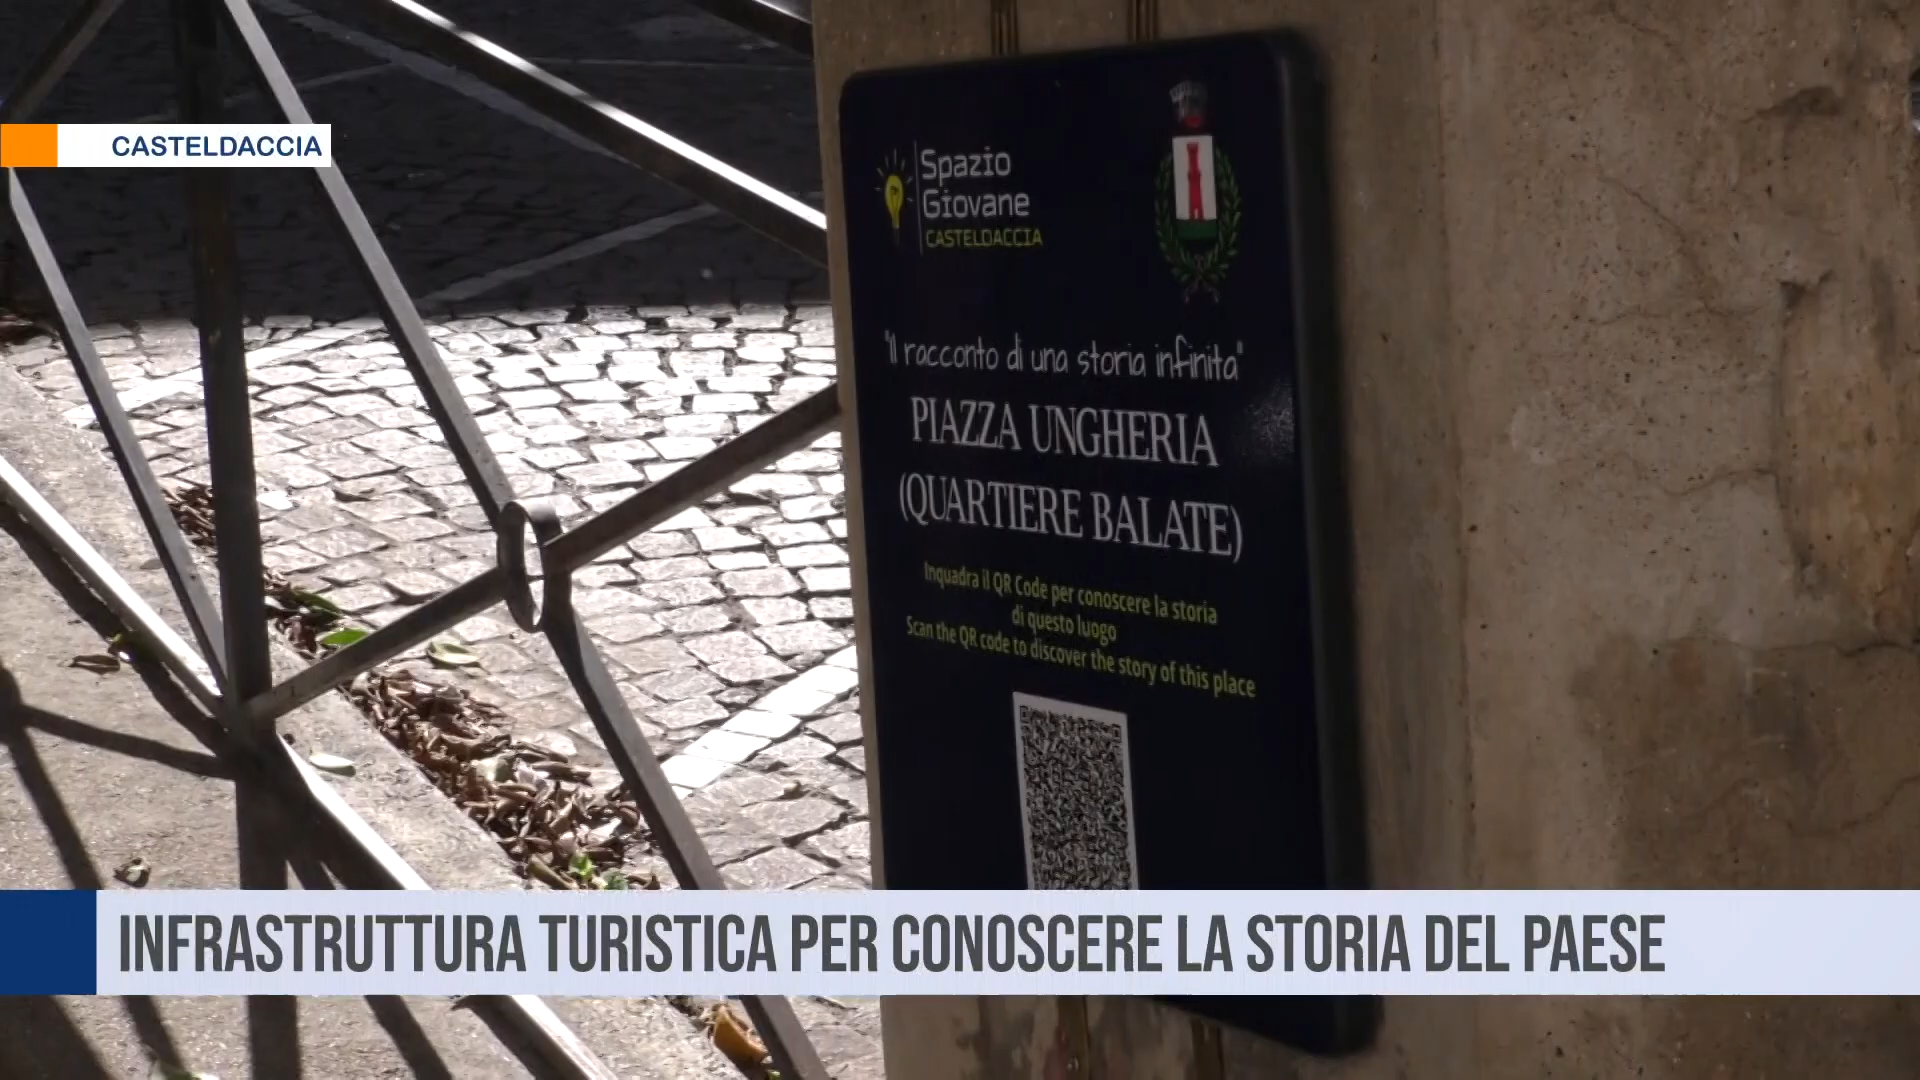 CASTELDACCIA
Spazio
Giovane
CASTELDACCIA
"il racconto di una storia infinita"
PIAZZA UNGHERIA
(QUARTIERE BALATE)
Inquadra il QR Code per conoscere la storia
di questo luogo
Scan the QR code to discover the story of this place
INFRASTRUTTURA TURISTICA PER CONOSCERE LA STORIA DEL PAESE